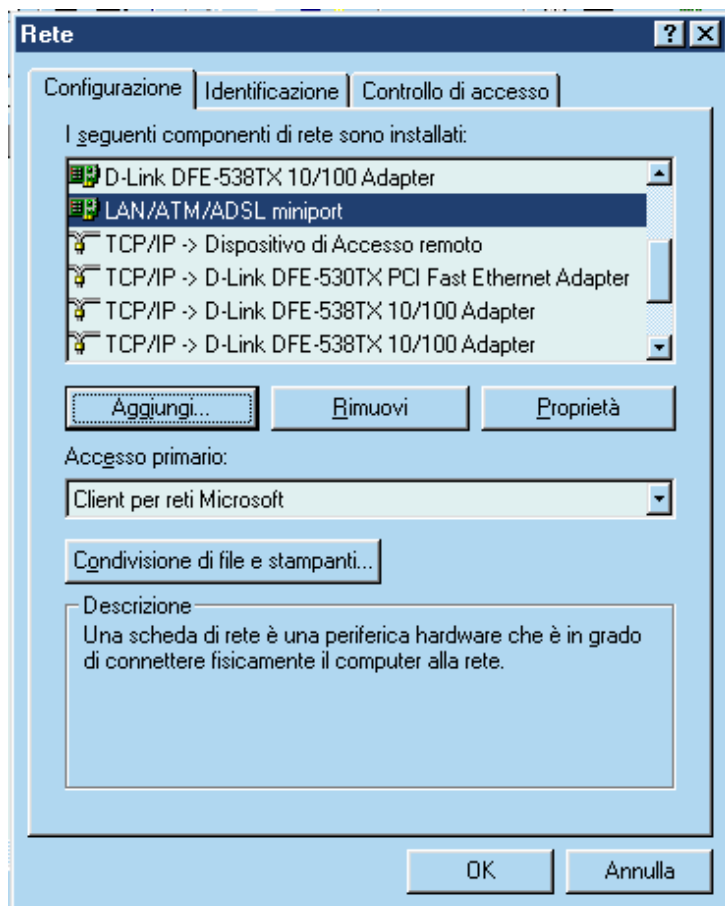 Rete
Configurazione Identificazione Controllo di accesso
I seguenti componenti di rete sono installati:
D-Link DFE-538TX 10/100 Adapter
LAN/ATM/ADSL miniport
TCP/IP -> Dispositivo di Accesso remoto
TCP/IP -> D-Link DFE-530TX PCI Fast Ethernet Adapter
TCP/IP -> D-Link DFE-538TX 10/100 Adapter
TCP/IP -> D-Link DFE-538TX 10/100 Adapter
Aggiungi... Rimuovi Proprietà
Accesso primario:
Client per reti Microsoft
Condivisione di file e stampanti...
Descrizione
Una scheda di rete è una periferica hardware che è in grado
di connettere fisicamente il computer alla rete.
OK Annulla